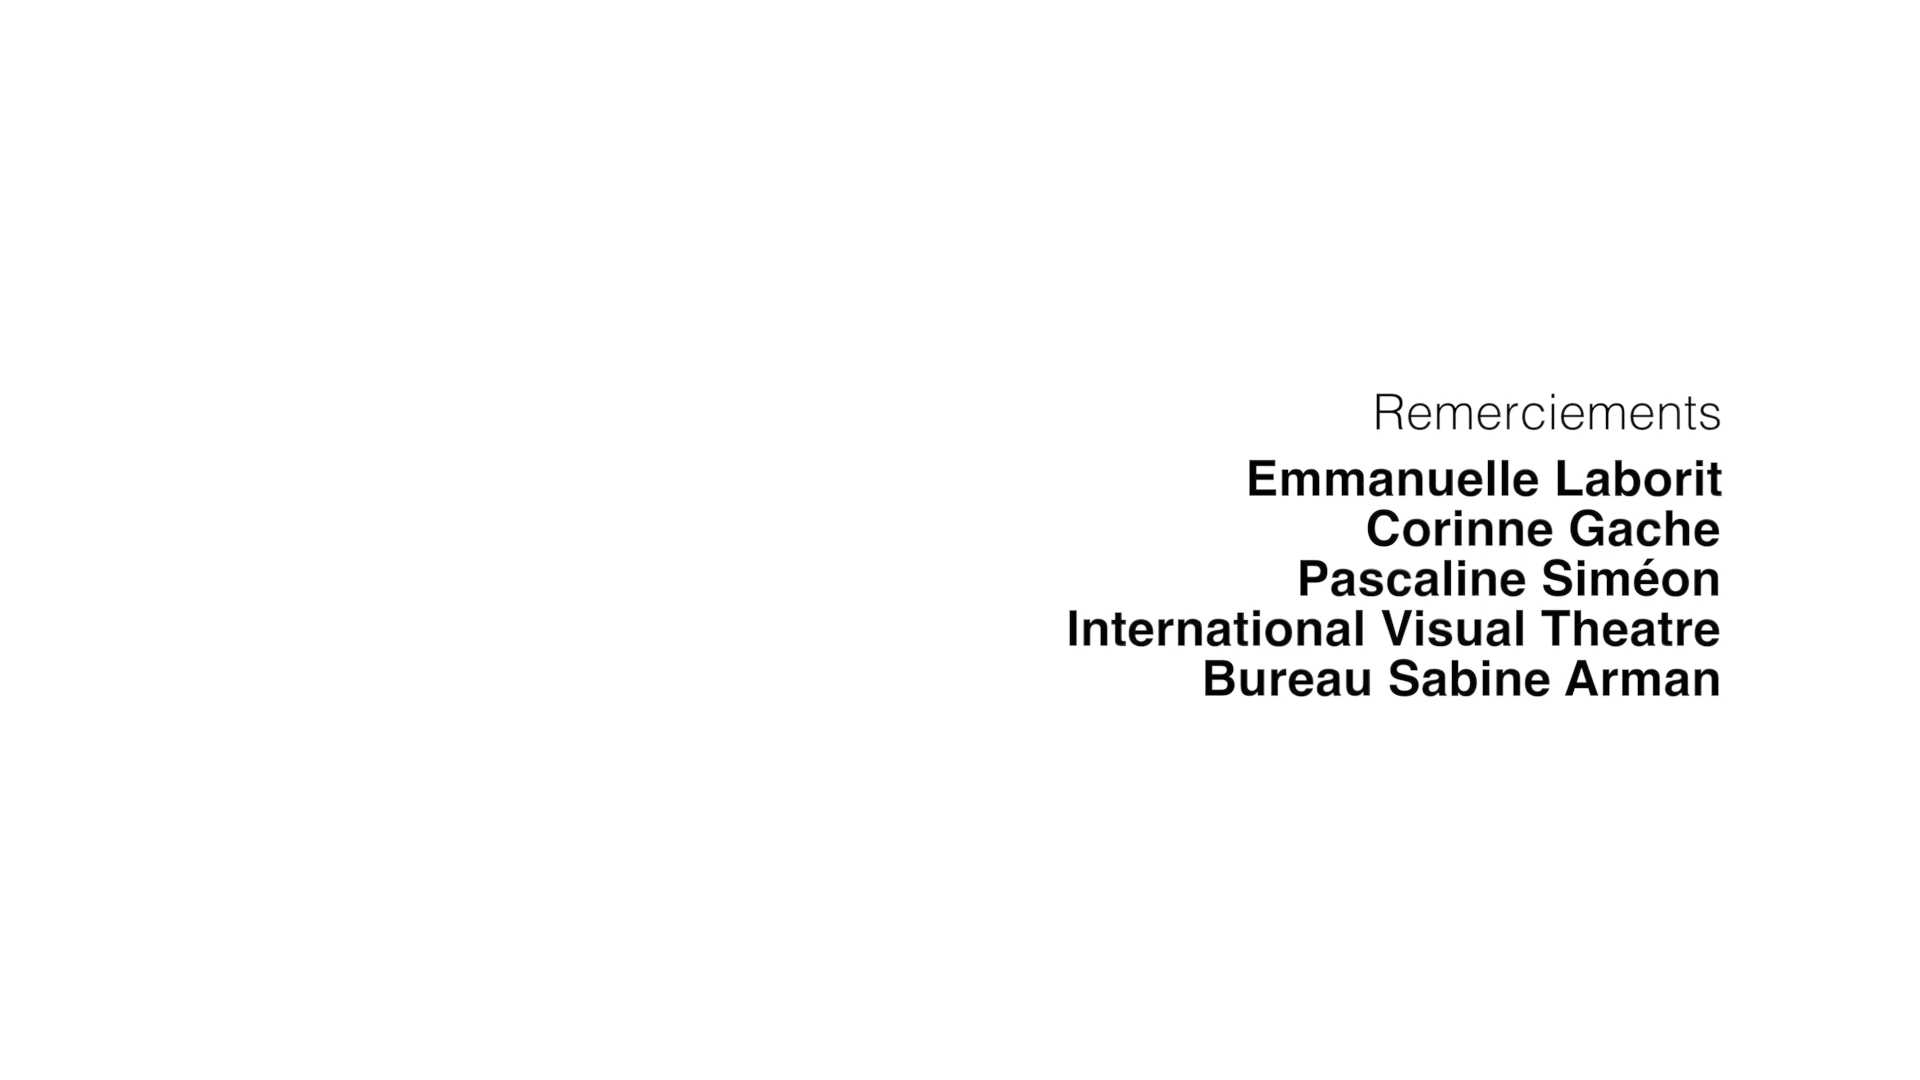 Remerciements
Emmanuelle Laborit
Corinne Gache
Pascaline Siméon
International Visual Theatre
Bureau Sabine Arman